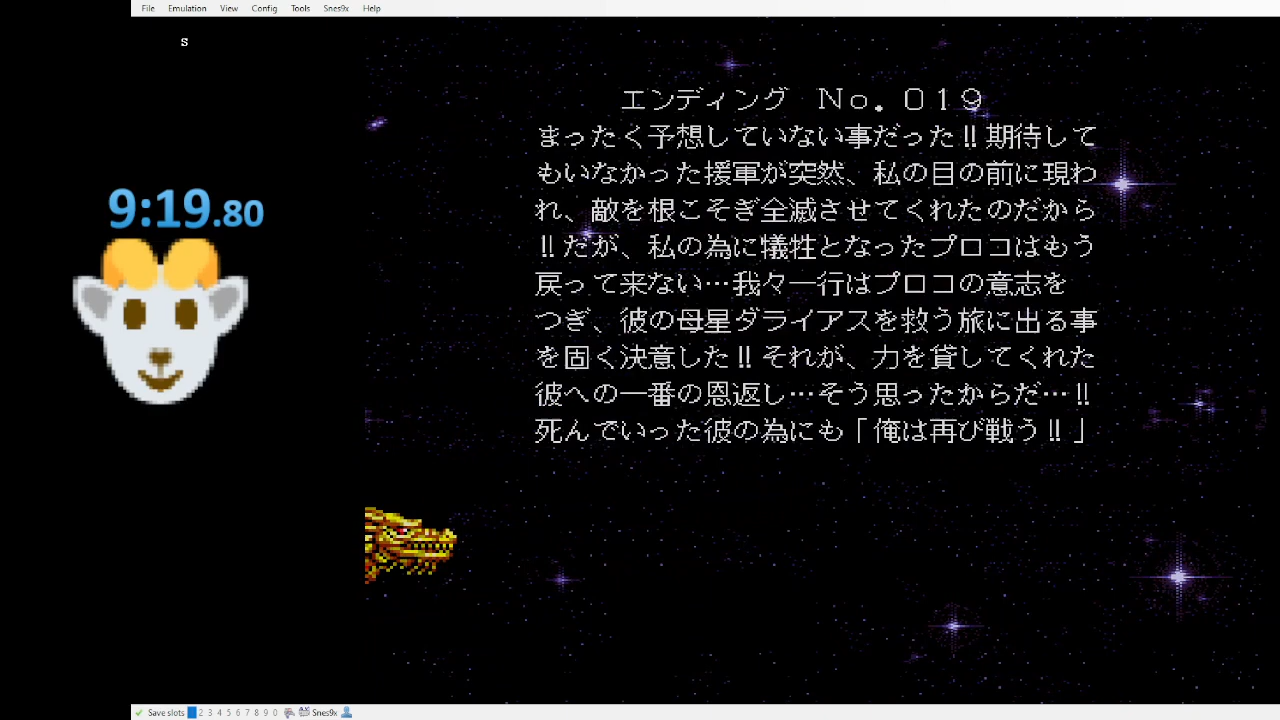 File Emulation View Config Tools Snes9x Help
s
9:19.80
エンディング No.019
まったく予想していない事だった!!期待して
もいなかった援軍が突然、私の目の前に現わ
れ、敵を根こそぎ全滅させてくれたのだから
!!だが、私の為に犠牲となったプロコはもう
戻って来ない…我々一行はプロコの意志を
つぎ、彼の母星ダライアスを救う旅に出る事
を固く決意した!!それが、力を貸してくれた
彼への一番の恩返し…そう思ったからだ…!!
死んでいった彼の為にも「俺は再び戦う!!」
Save slots 2 3 4 5 6 7 8 9 0 Snes9x